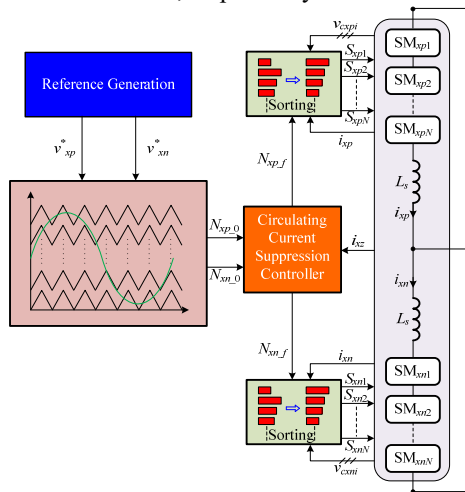 Reference Generation
v*xp
v*xn
Nxp_0
Nxn_0
Circulating
Current
Suppression
Controller
Nxp_f
Nxn_f
vcxpi
Sorting
Sxp1
Sxp2
SxpN
ixp
ixz
ixn
Sorting
Sxn1
Sxn2
SxnN
vcxni
SMxp1
SMxp2
SMxpN
Ls
ixp
ixn
Ls
SMxn1
SMxn2
SMxnN